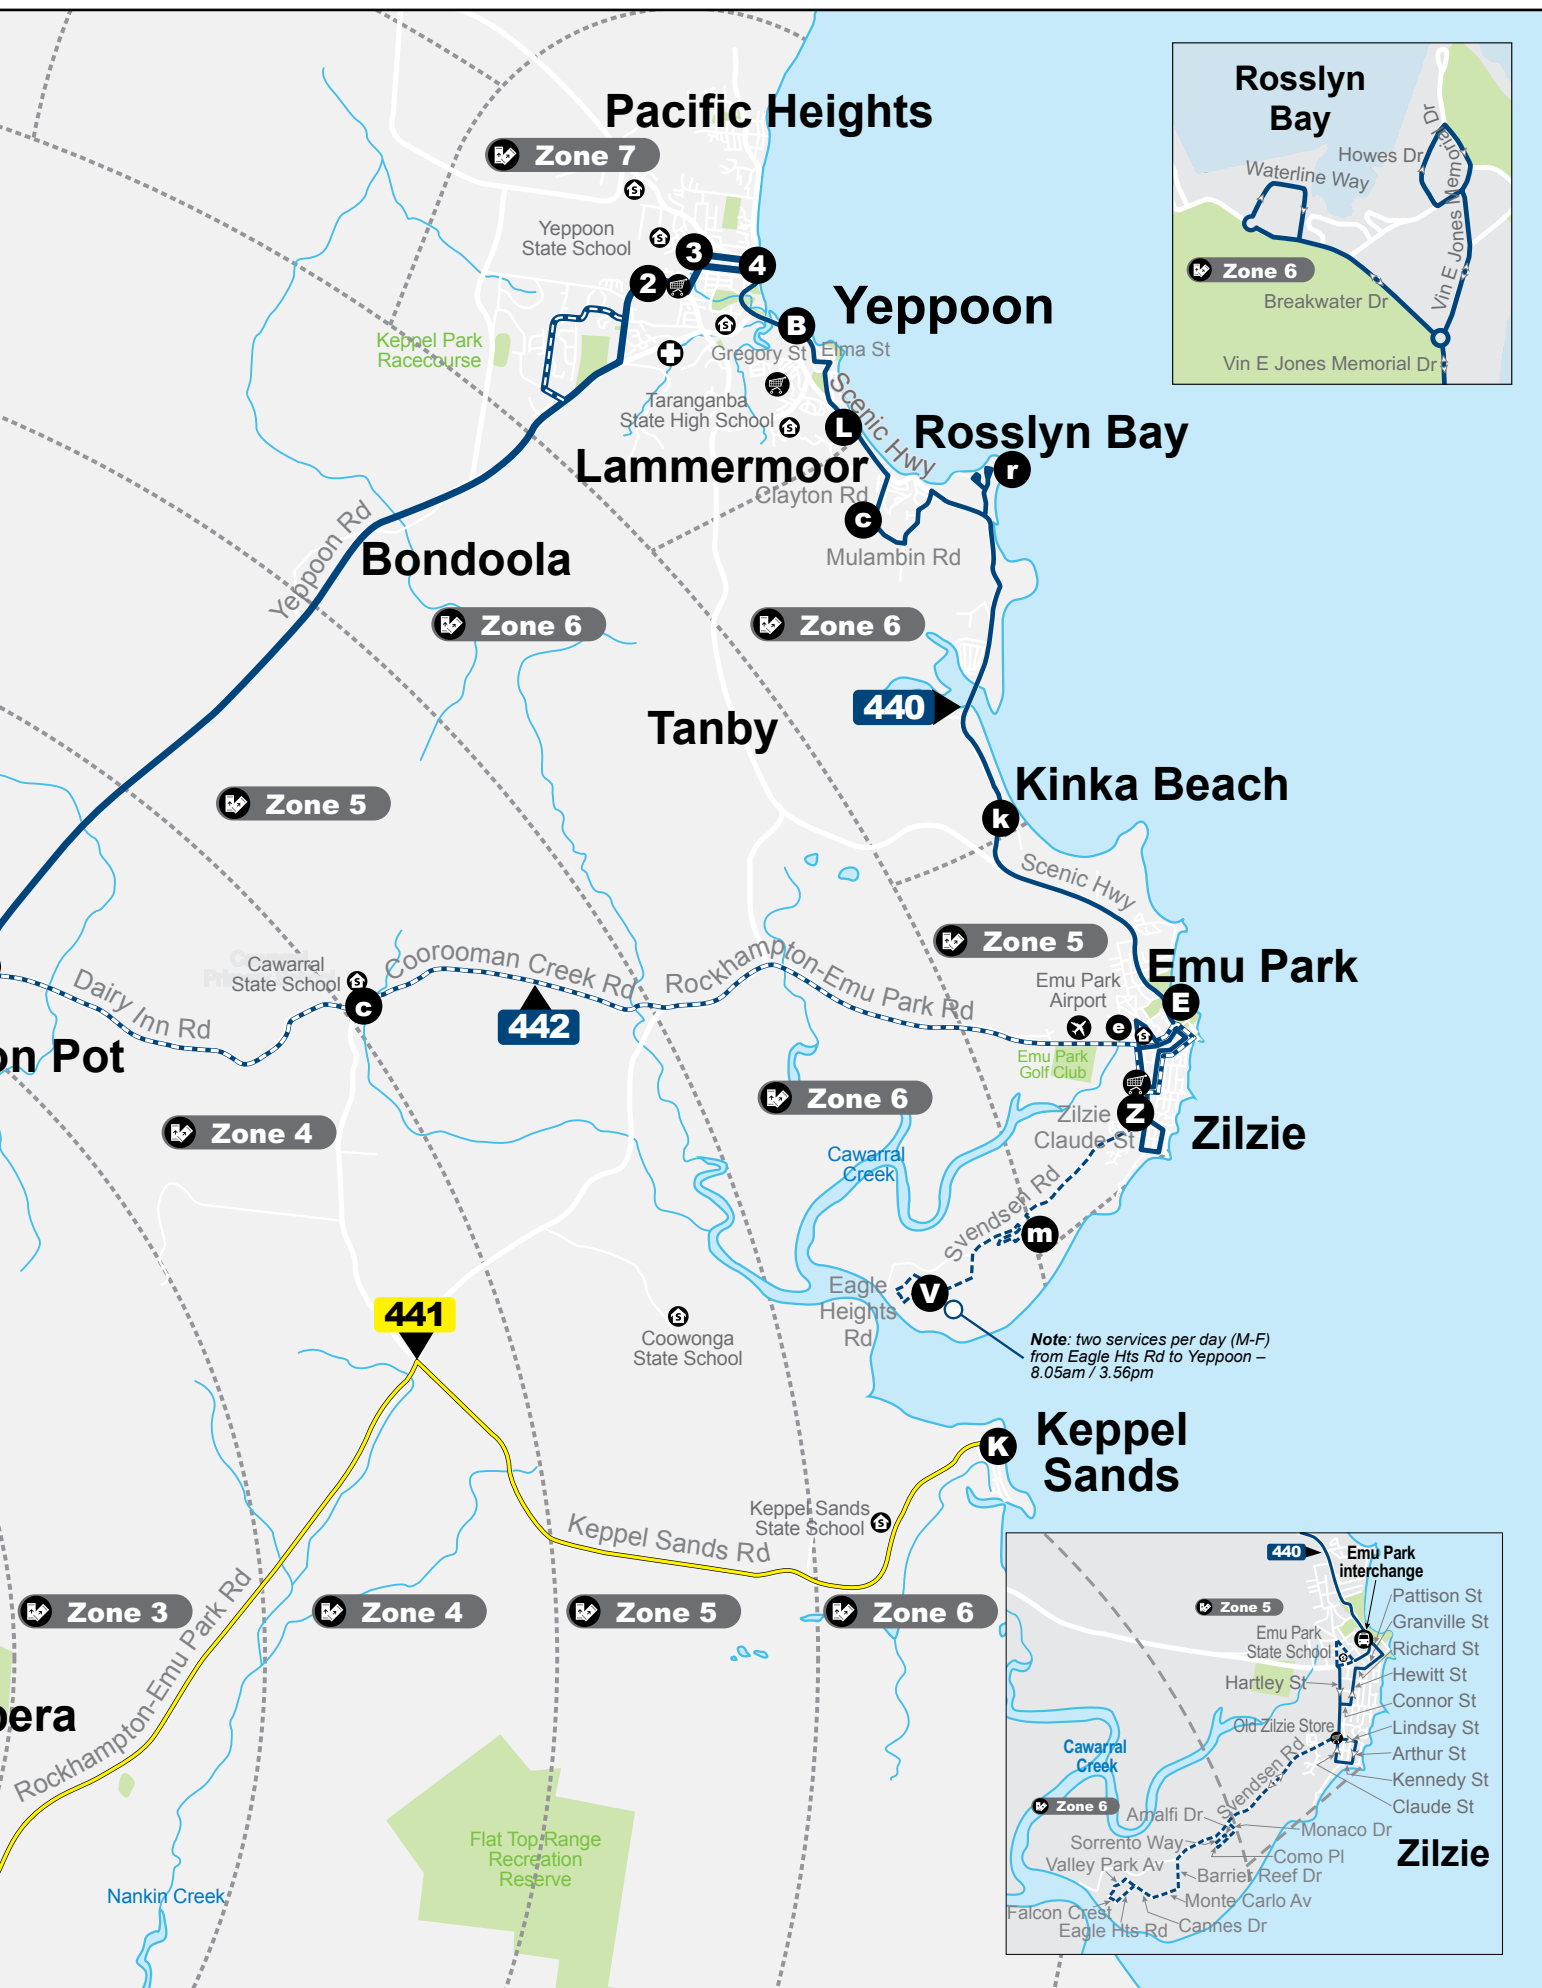 Pacific Heights
Zone 7
Yeppoon
State School
3
4
2
B
Yeppoon
Keppel Park
Racecourse
Gregory St
Elma St
Taranganba
State High School
Scenic Hwy
L
Rosslyn Bay
r
Lammermoor
Clayton Rd
c
Mulambin Rd
Yeppoon Rd
Bondoola
Zone 6
Zone 6
440
Tanby
Kinka Beach
k
Zone 5
Scenic Hwy
Zone 5
Emu Park
E
Emu Park
Airport
e
Cawarral
State School
c
Coorooman Creek Rd
Rockhampton-Emu Park Rd
Dairy Inn Rd
442
on Pot
Emu Park
Golf Club
Zone 6
Zone 4
Zilzie
Claude St
Z
Zilzie
Cawarral
Creek
Svendsen Rd
m
Eagle
Heights
Rd
V
441
Coowonga
State School
Note: two services per day (M-F)
from Eagle Hts Rd to Yeppoon –
8.05am / 3.56pm
Keppel
Sands
K
Keppel Sands
State School
Keppel Sands Rd
Zone 3
Zone 4
Zone 5
Zone 6
Rockhampton-Emu Park Rd
bera
Flat Top Range
Recreation
Reserve
Nankin Creek
Rosslyn
Bay
Howes Dr
Waterline Way
Vin E Jones Memorial Dr
Zone 6
Breakwater Dr
Vin E Jones Memorial Dr
440
Emu Park
interchange
Zone 5
Pattison St
Granville St
Emu Park
State School
Richard St
Hewitt St
Hartley St
Connor St
Old Zilzie Store
Lindsay St
Arthur St
Kennedy St
Claude St
Cawarral
Creek
Svendsen Rd
Zone 6
Amalfi Dr
Monaco Dr
Sorrento Way
Como Pl
Zilzie
Valley Park Av
Barrier Reef Dr
Monte Carlo Av
Falcon Crest
Eagle Hts Rd
Cannes Dr